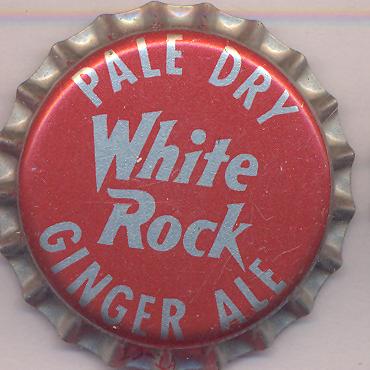 PALE DRY
White
Rock
GINGER ALE